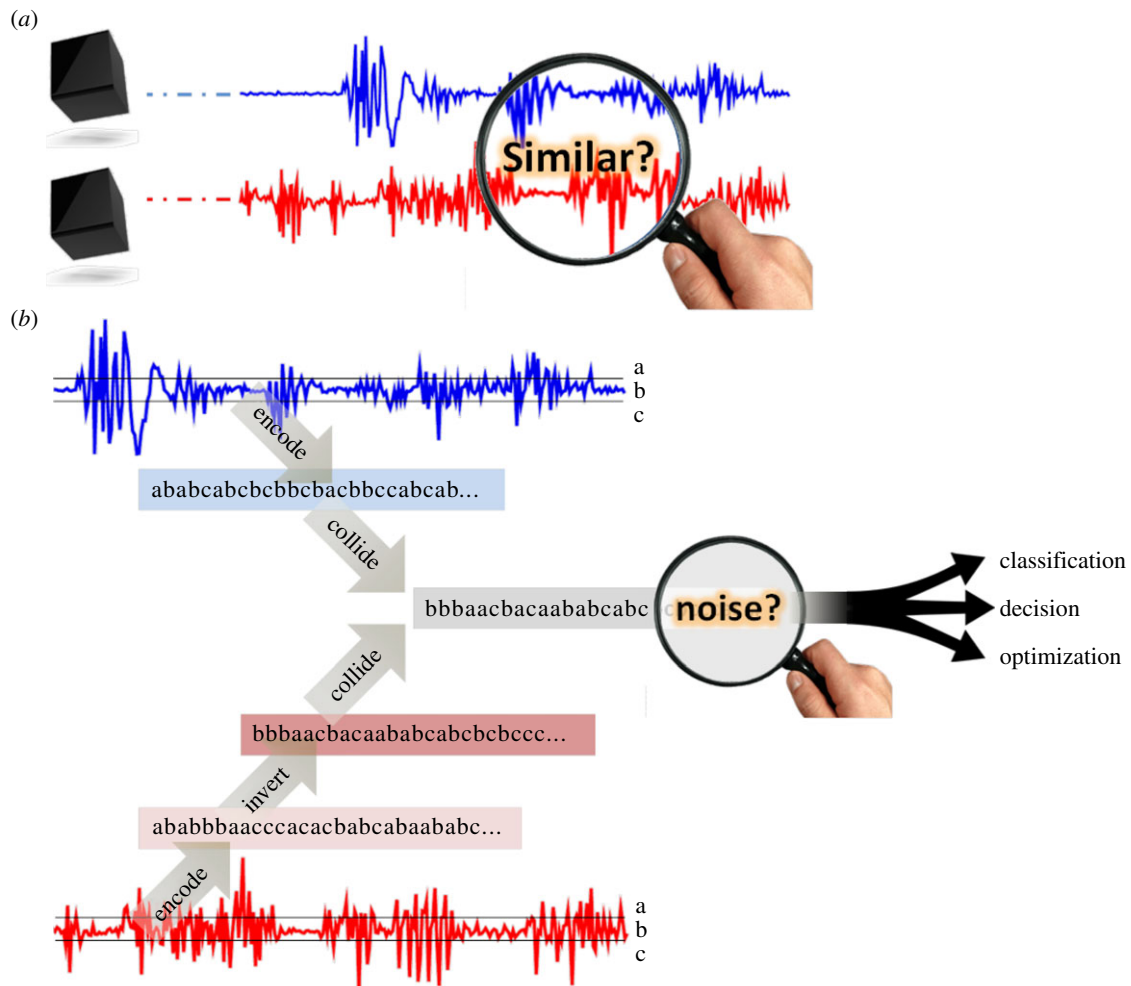 (a)
Similar?
(b)
a
b
c
encode
ababcabcbcbbcbacbbccabcab...
collide
classification
bbbaacbacaababcabc
noise?
decision
optimization
collide
bbbaacbacaababcabcbcbccc...
invert
ababbbaacccacacbabcabaababc...
encode
a
b
c